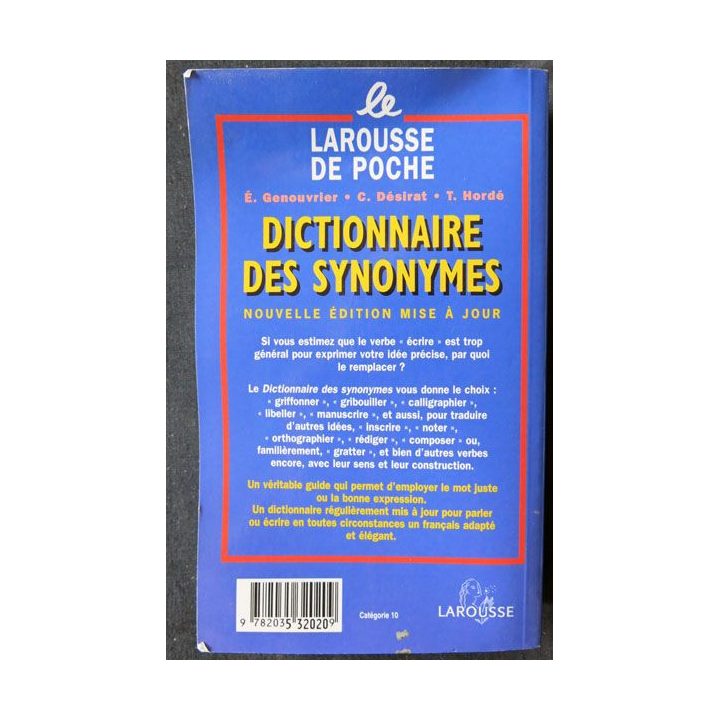 le
LAROUSSE
DE POCHE
É. Genouvrier • C. Désirat • T. Hordé
DICTIONNAIRE
DES SYNONYMES
NOUVELLE ÉDITION MISE À JOUR
Si vous estimez que le verbe « écrire » est trop
général pour exprimer votre idée précise, par quoi
le remplacer ?
Le Dictionnaire des synonymes vous donne le choix :
« griffonner », « gribouiller », « calligraphier »,
« libeller », « manuscrire », et aussi, pour traduire
d'autres idées, « inscrire », « noter »,
« orthographier », « rédiger », « composer » ou,
familièrement, « gratter », et bien d'autres verbes
encore, avec leur sens et leur construction.
Un véritable guide qui permet d'employer le mot juste
ou la bonne expression.
Un dictionnaire régulièrement mis à jour pour parler
ou écrire en toutes circonstances un français adapté
et élégant.
9 782035 320209
Catégorie 10
LAROUSSE